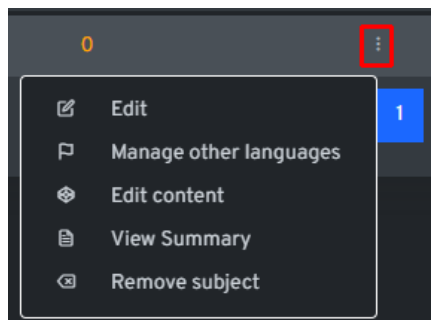 0
Edit
1
Manage other languages
Edit content
View Summary
Remove subject